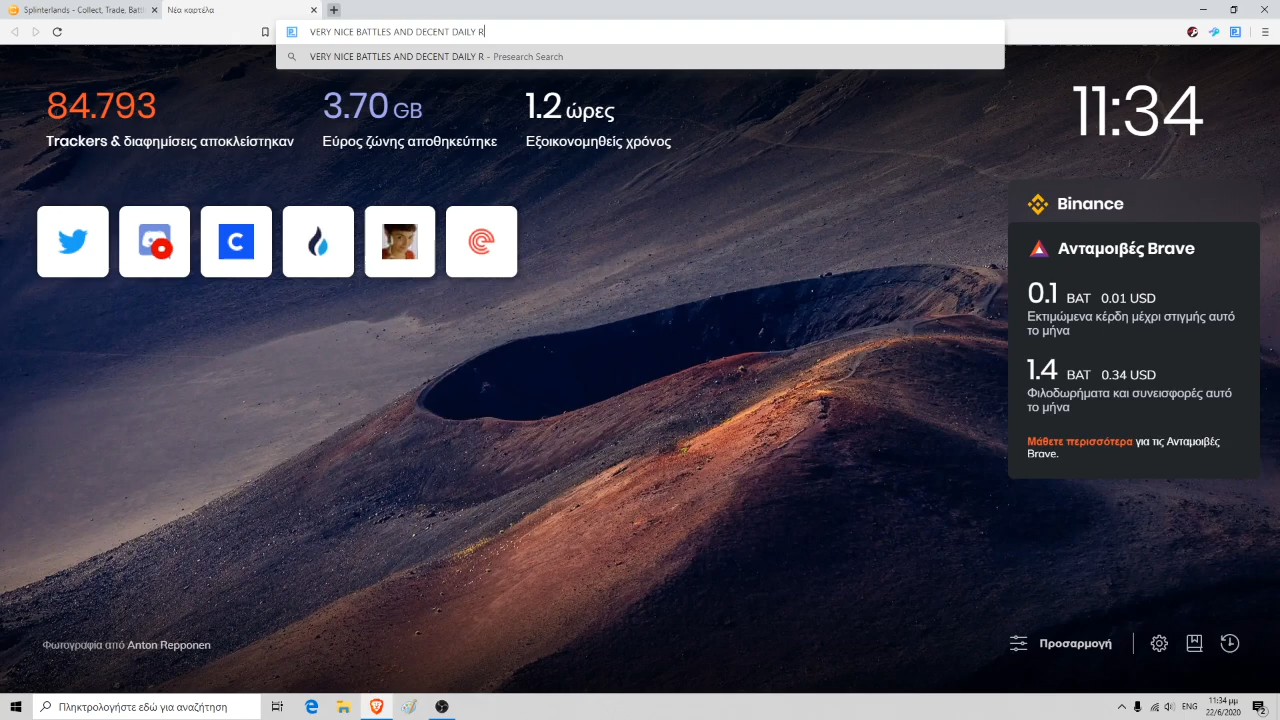 Splinterlands - Collect, Trade, Batt
Νέα καρτέλα
VERY NICE BATTLES AND DECENT DAILY R
VERY NICE BATTLES AND DECENT DAILY R - Presearch Search
84.793
Trackers & διαφημίσεις αποκλείστηκαν
3.70 GB
Εύρος ζώνης αποθηκεύτηκε
1.2 ώρες
Εξοικονομηθείς χρόνος
11:34
Binance
Ανταμοιβές Brave
0.1 BAT 0.01 USD
Εκτιμώμενα κέρδη μέχρι στιγμής αυτό
το μήνα
1.4 BAT 0.34 USD
Φιλοδωρήματα και συνεισφορές αυτό
το μήνα
Μάθετε περισσότερα για τις Ανταμοιβές
Brave.
Φωτογραφία από Anton Repponen
Προσαρμογή
Πληκτρολογήστε εδώ για αναζήτηση
ENG
11:34 μμ
22/6/2020
2